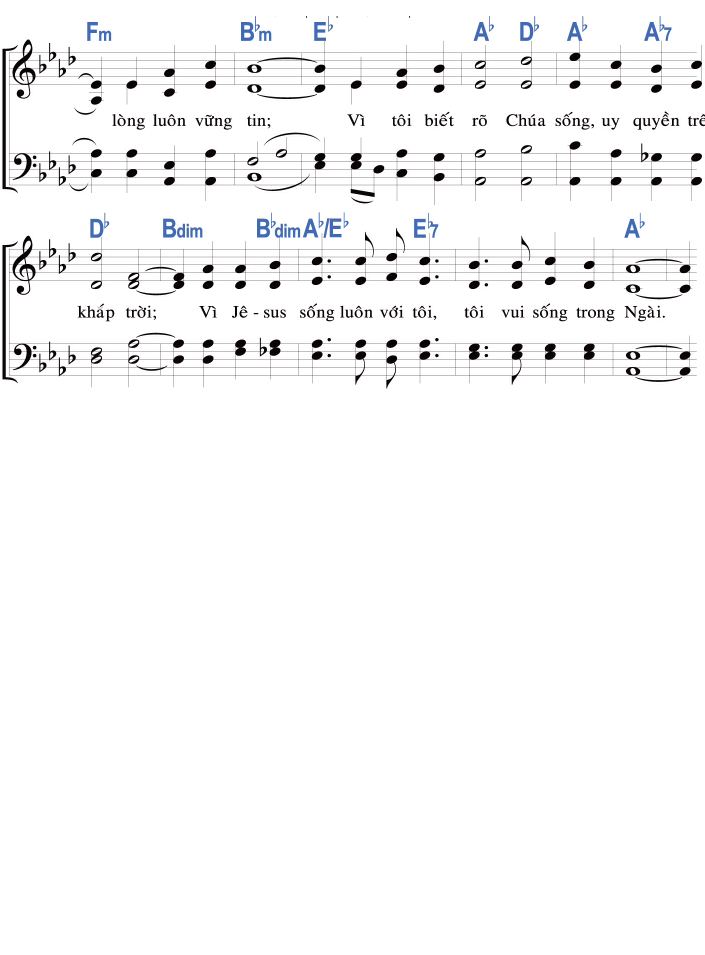 Fm B♭m E♭ A♭ D♭ A♭ A♭7
lòng luôn vững tin; Vì tôi biết rõ Chúa sống, uy quyền trê
D♭ Bdim B♭dim A♭/E♭ E♭7 A♭
khắp trời; Vì Jê - sus sống luôn với tôi, tôi vui sống trong Ngài.